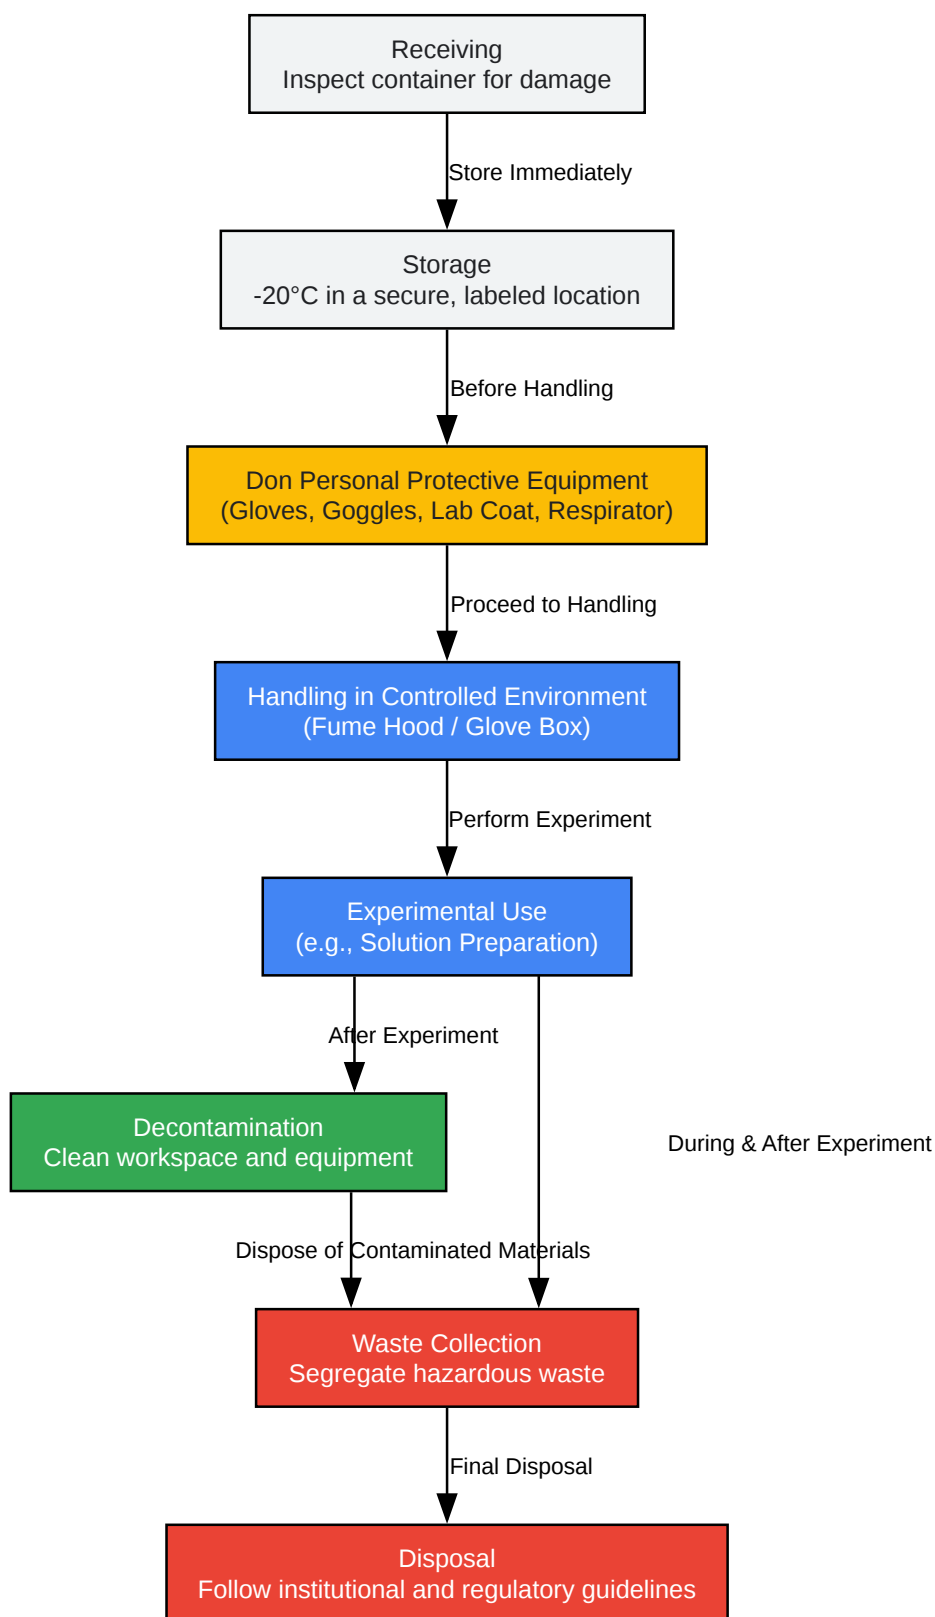 Receiving
Inspect container for damage
Store Immediately
Storage
-20°C in a secure, labeled location
Before Handling
Don Personal Protective Equipment
(Gloves, Goggles, Lab Coat, Respirator)
Proceed to Handling
Handling in Controlled Environment
(Fume Hood / Glove Box)
Perform Experiment
Experimental Use
(e.g., Solution Preparation)
After Experiment
Decontamination
Clean workspace and equipment
During & After Experiment
Dispose of Contaminated Materials
Waste Collection
Segregate hazardous waste
Final Disposal
Disposal
Follow institutional and regulatory guidelines